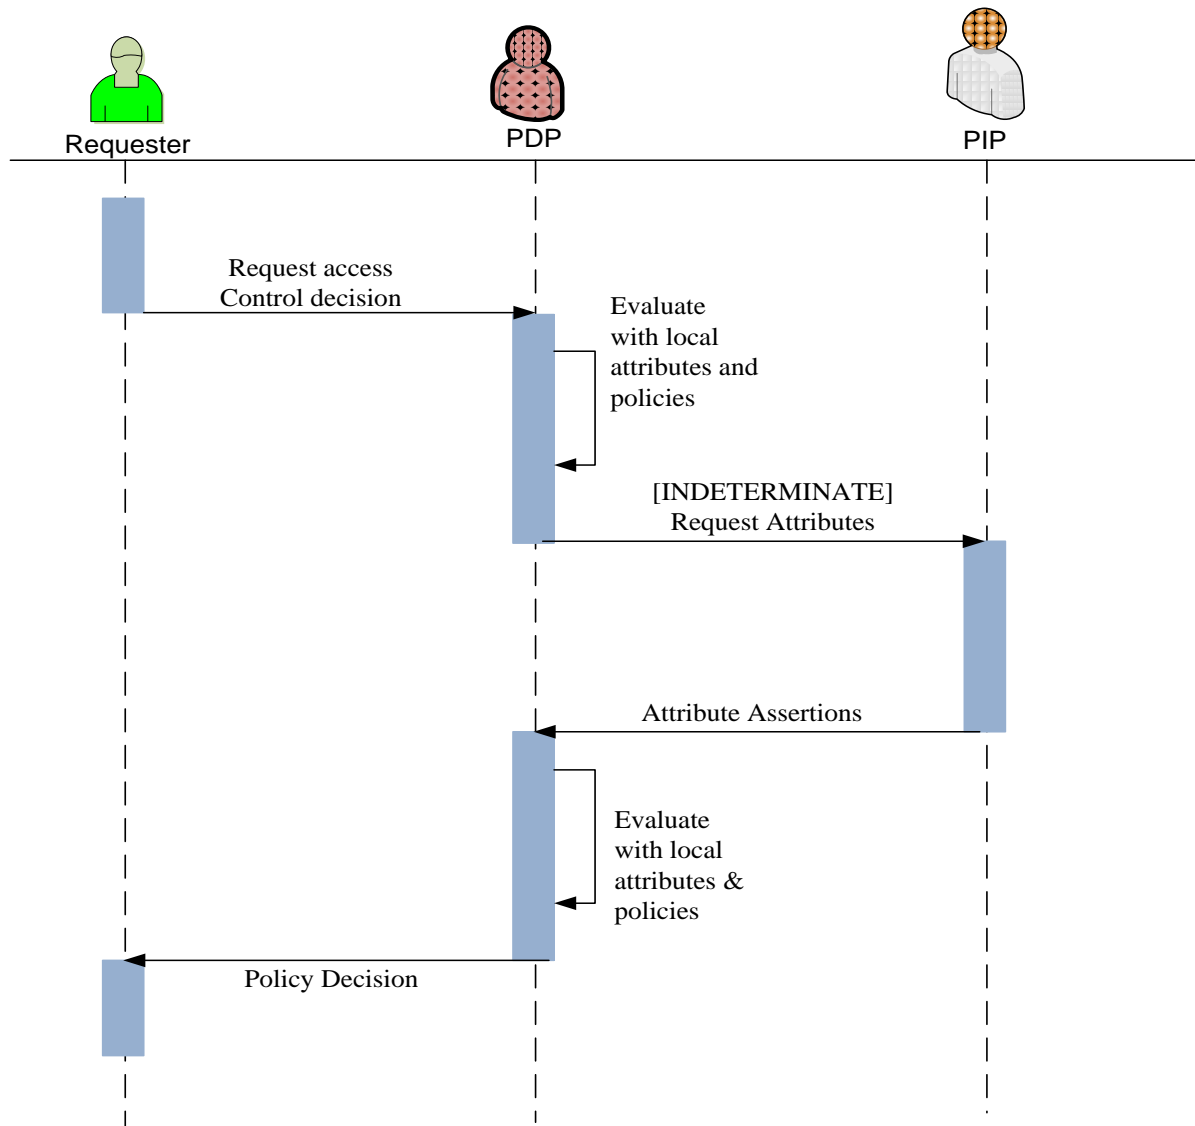 Requester
PDP
PIP
Request access
Control decision
Evaluate
with local
attributes and
policies
[INDETERMINATE]
Request Attributes
Attribute Assertions
Evaluate
with local
attributes &
policies
Policy Decision